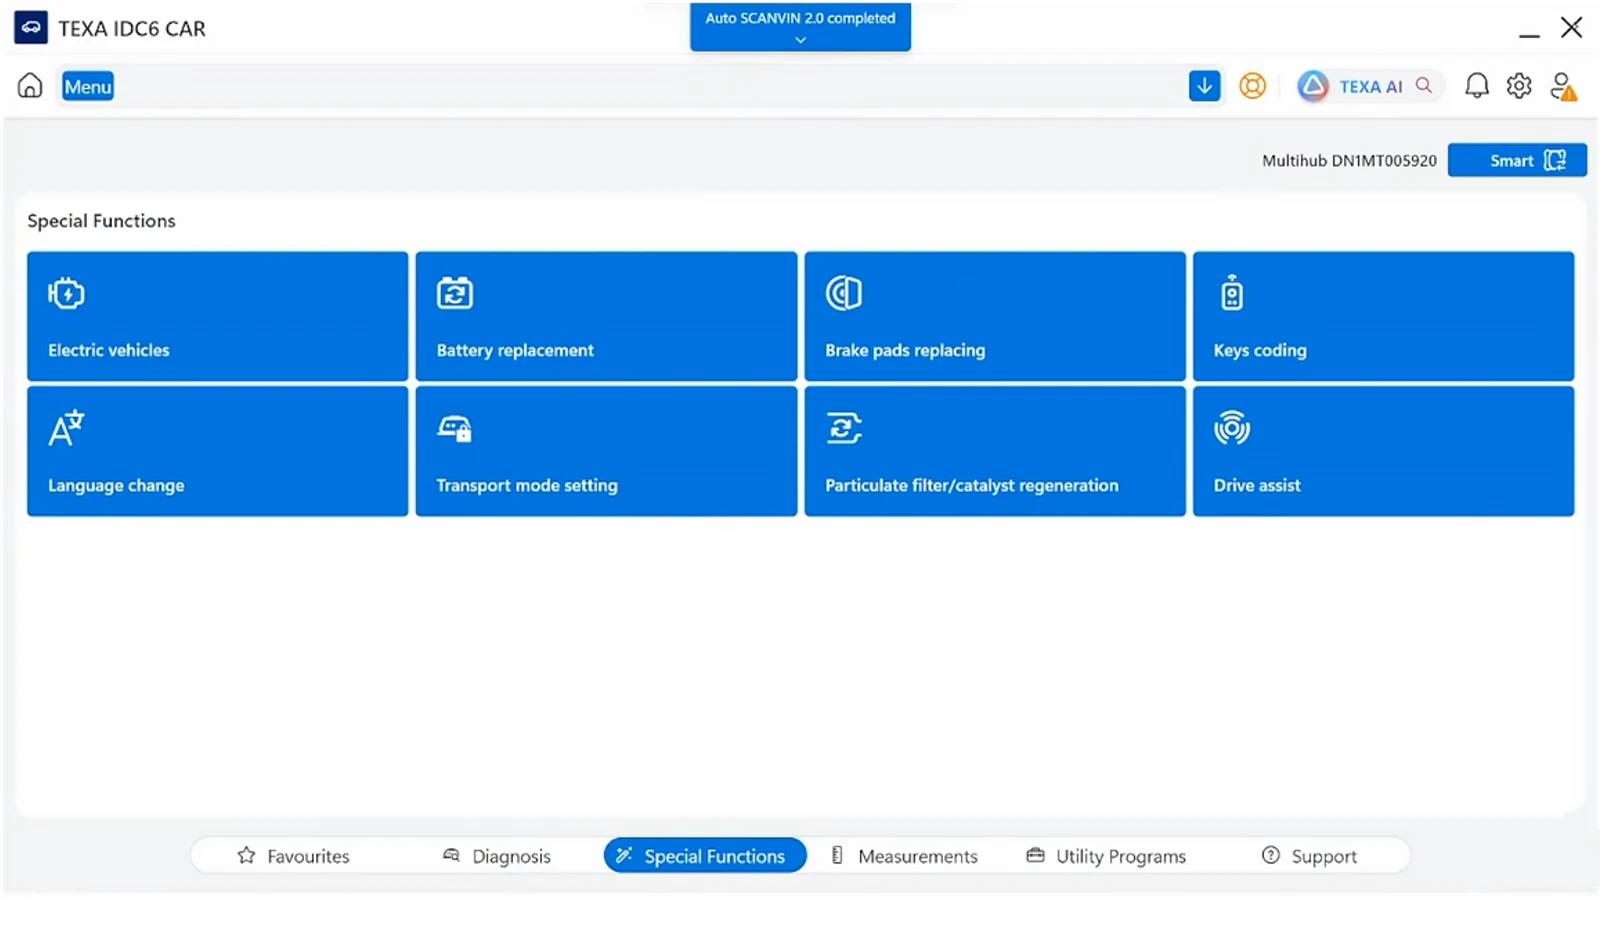 TEXA IDC6 CAR
Auto SCANVIN 2.0 completed
Menu
TEXA AI
Multihub DN1MT005920
Smart
Special Functions
Electric vehicles
Battery replacement
Brake pads replacing
Keys coding
Language change
Transport mode setting
Particulate filter/catalyst regeneration
Drive assist
Favourites
Diagnosis
Special Functions
Measurements
Utility Programs
Support